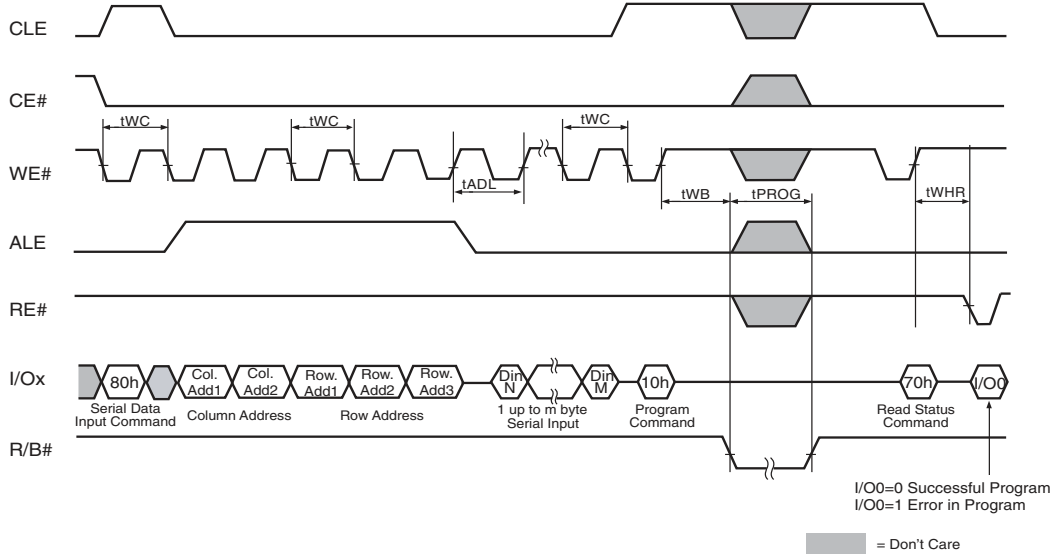 CLE
CE#
tWC
tWC
tWC
WE#
tADL
tWB
tPROG
tWHR
ALE
RE#
I/Ox
80h
Col.
Add1
Col.
Add2
Row.
Add1
Row.
Add2
Row.
Add3
Din
N
Din
M
10h
70h
I/O0
Serial Data
Input Command
Column Address
Row Address
1 up to m byte
Serial Input
Program
Command
Read Status
Command
R/B#
I/O0=0 Successful Program
I/O0=1 Error in Program
= Don't Care